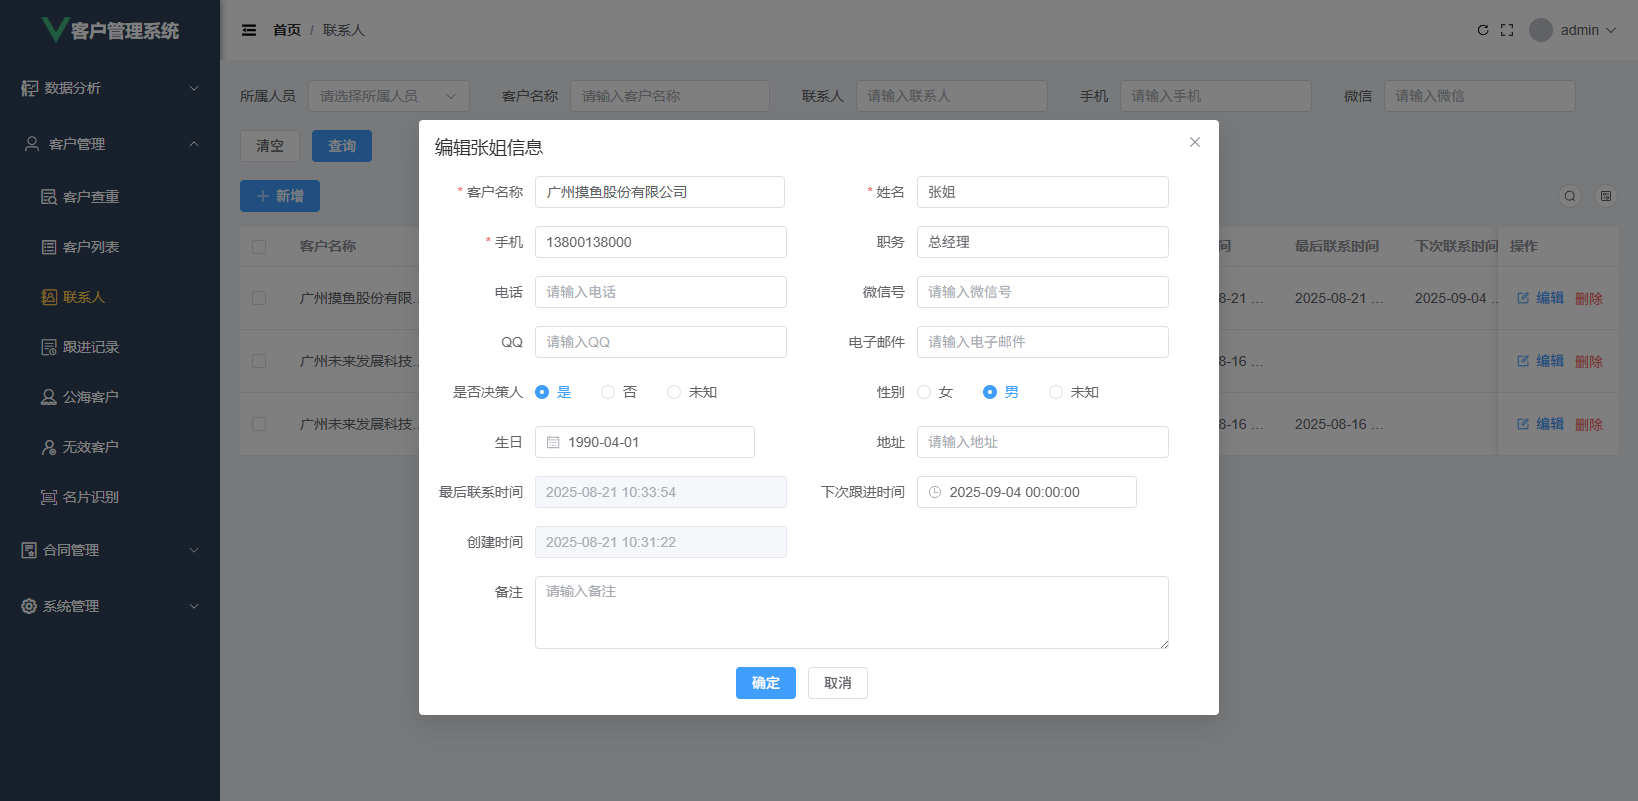 客户管理系统
首页 / 联系人
admin
数据分析
客户管理
客户查重
客户列表
联系人
跟进记录
公海客户
无效客户
名片识别
合同管理
系统管理
所属人员 请选择所属人员 客户名称 请输入客户名称 联系人 请输入联系人 手机 请输入手机 微信 请输入微信
清空 查询
新增
客户名称 间 最后联系时间 下次联系时间 操作
广州摸鱼股份有限... 8-21 ... 2025-08-21 ... 2025-09-04 .. 编辑 删除
广州未来发展科技... 8-16 ... 编辑 删除
广州未来发展科技... 8-16 ... 2025-08-16 ... 编辑 删除
编辑张姐信息
* 客户名称 广州摸鱼股份有限公司 * 姓名 张姐
* 手机 13800138000 职务 总经理
电话 请输入电话 微信号 请输入微信号
QQ 请输入QQ 电子邮件 请输入电子邮件
是否决策人 是 否 未知 性别 女 男 未知
生日 1990-04-01 地址 请输入地址
最后联系时间 2025-08-21 10:33:54 下次跟进时间 2025-09-04 00:00:00
创建时间 2025-08-21 10:31:22
备注 请输入备注
确定 取消